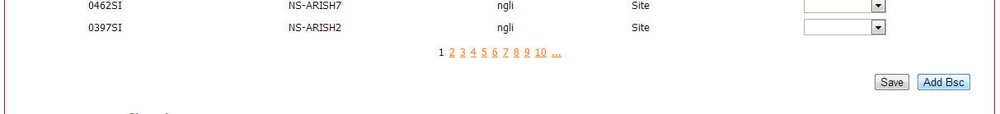 0462SI NS-ARISH7 ngli Site
0397SI NS-ARISH2 ngli Site
1 2 3 4 5 6 7 8 9 10 ...
Save Add Bsc